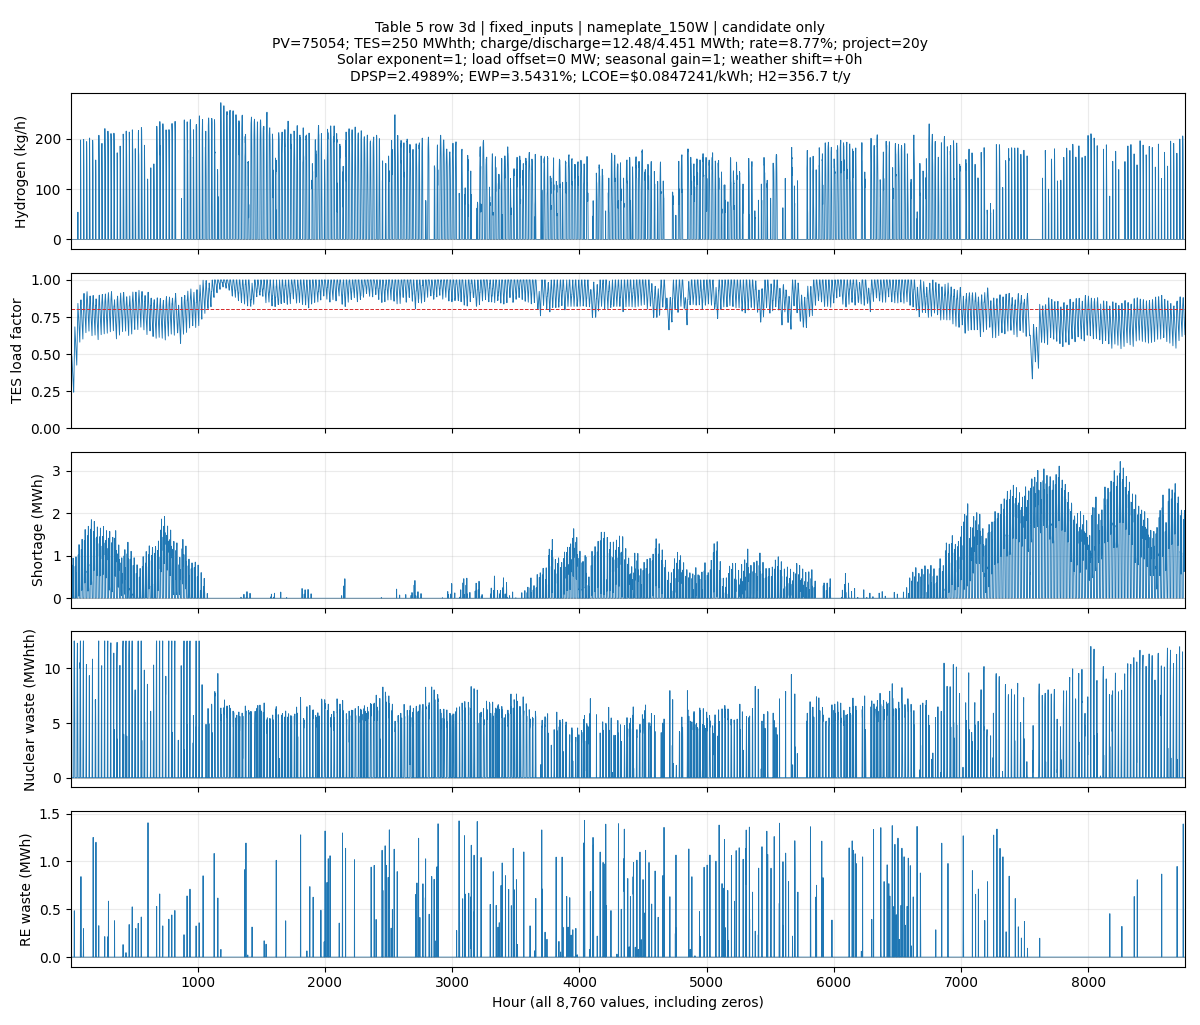 Table 5 row 3d | fixed_inputs | nameplate_150W | candidate only
PV=75054; TES=250 MWhth; charge/discharge=12.48/4.451 MWth; rate=8.77%; project=20y
Solar exponent=1; load offset=0 MW; seasonal gain=1; weather shift=+0h
DPSP=2.4989%; EWP=3.5431%; LCOE=$0.0847241/kWh; H2=356.7 t/y
Hydrogen (kg/h)
200
100
0
TES load factor
1.00
0.75
0.50
0.25
0.00
Shortage (MWh)
3
2
1
0
Nuclear waste (MWhth)
10
5
0
RE waste (MWh)
1.5
1.0
0.5
0.0
1000 2000 3000 4000 5000 6000 7000 8000
Hour (all 8,760 values, including zeros)